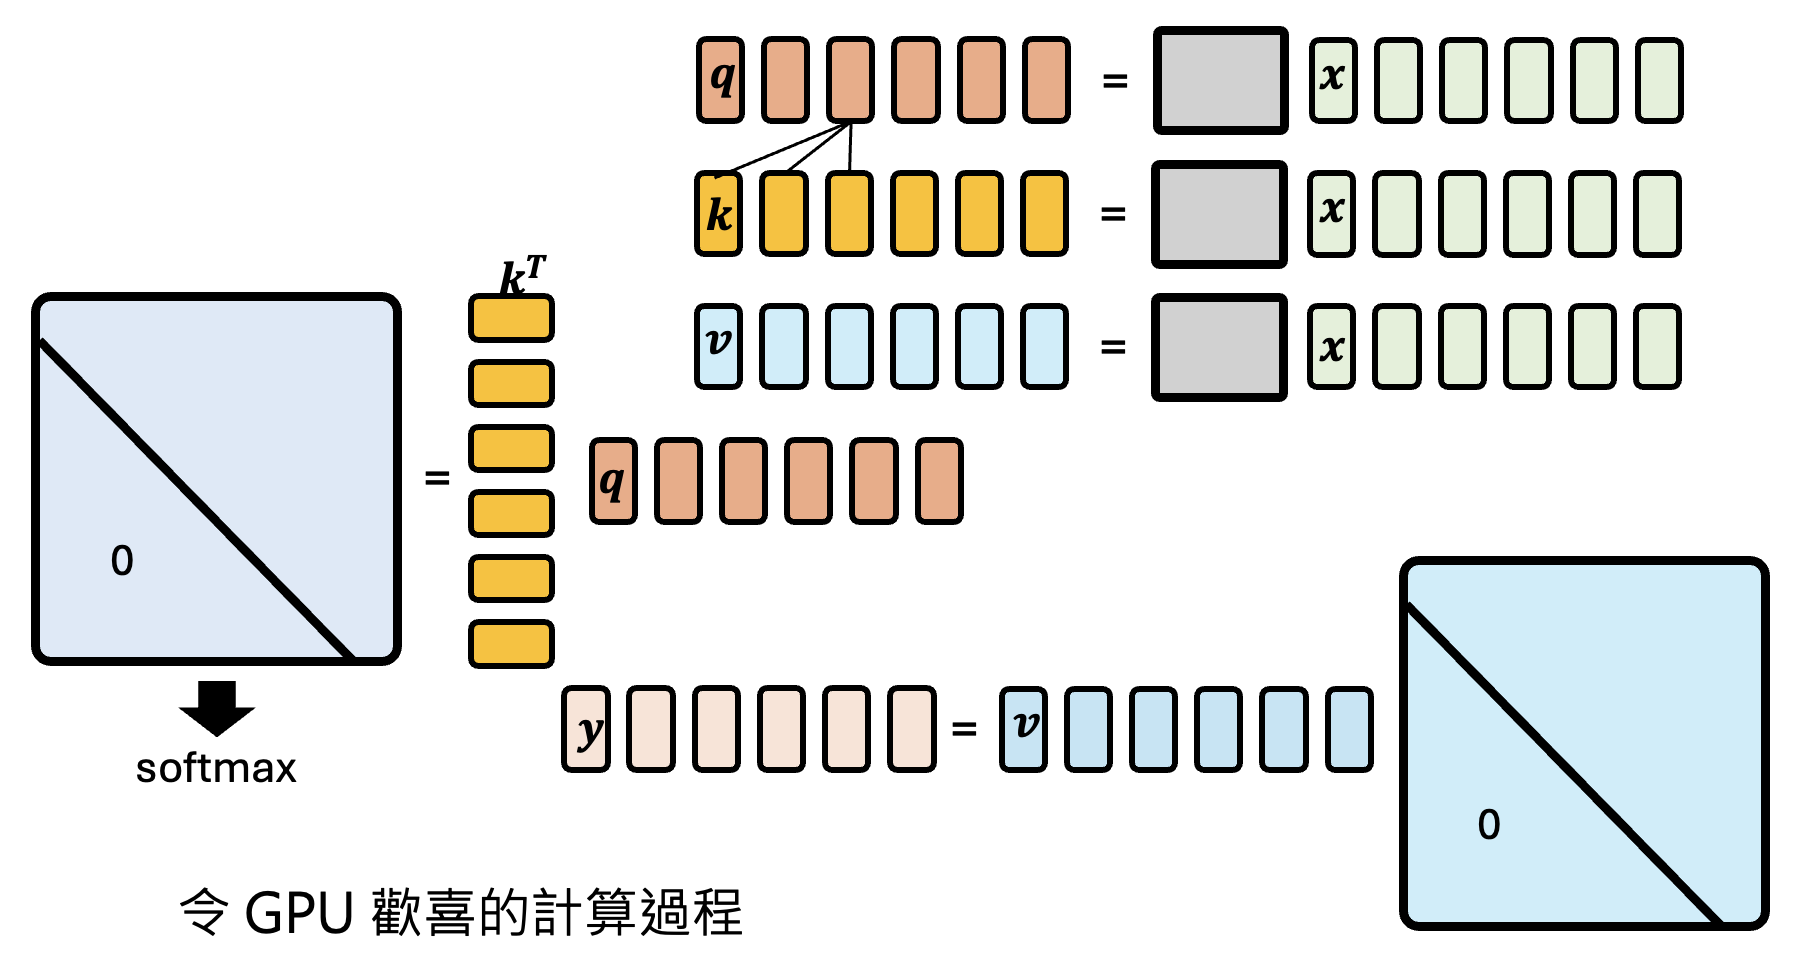 q = x
k = x
k^T
v = x
0 = q
y = v
softmax
0
令 GPU 歡喜的計算過程